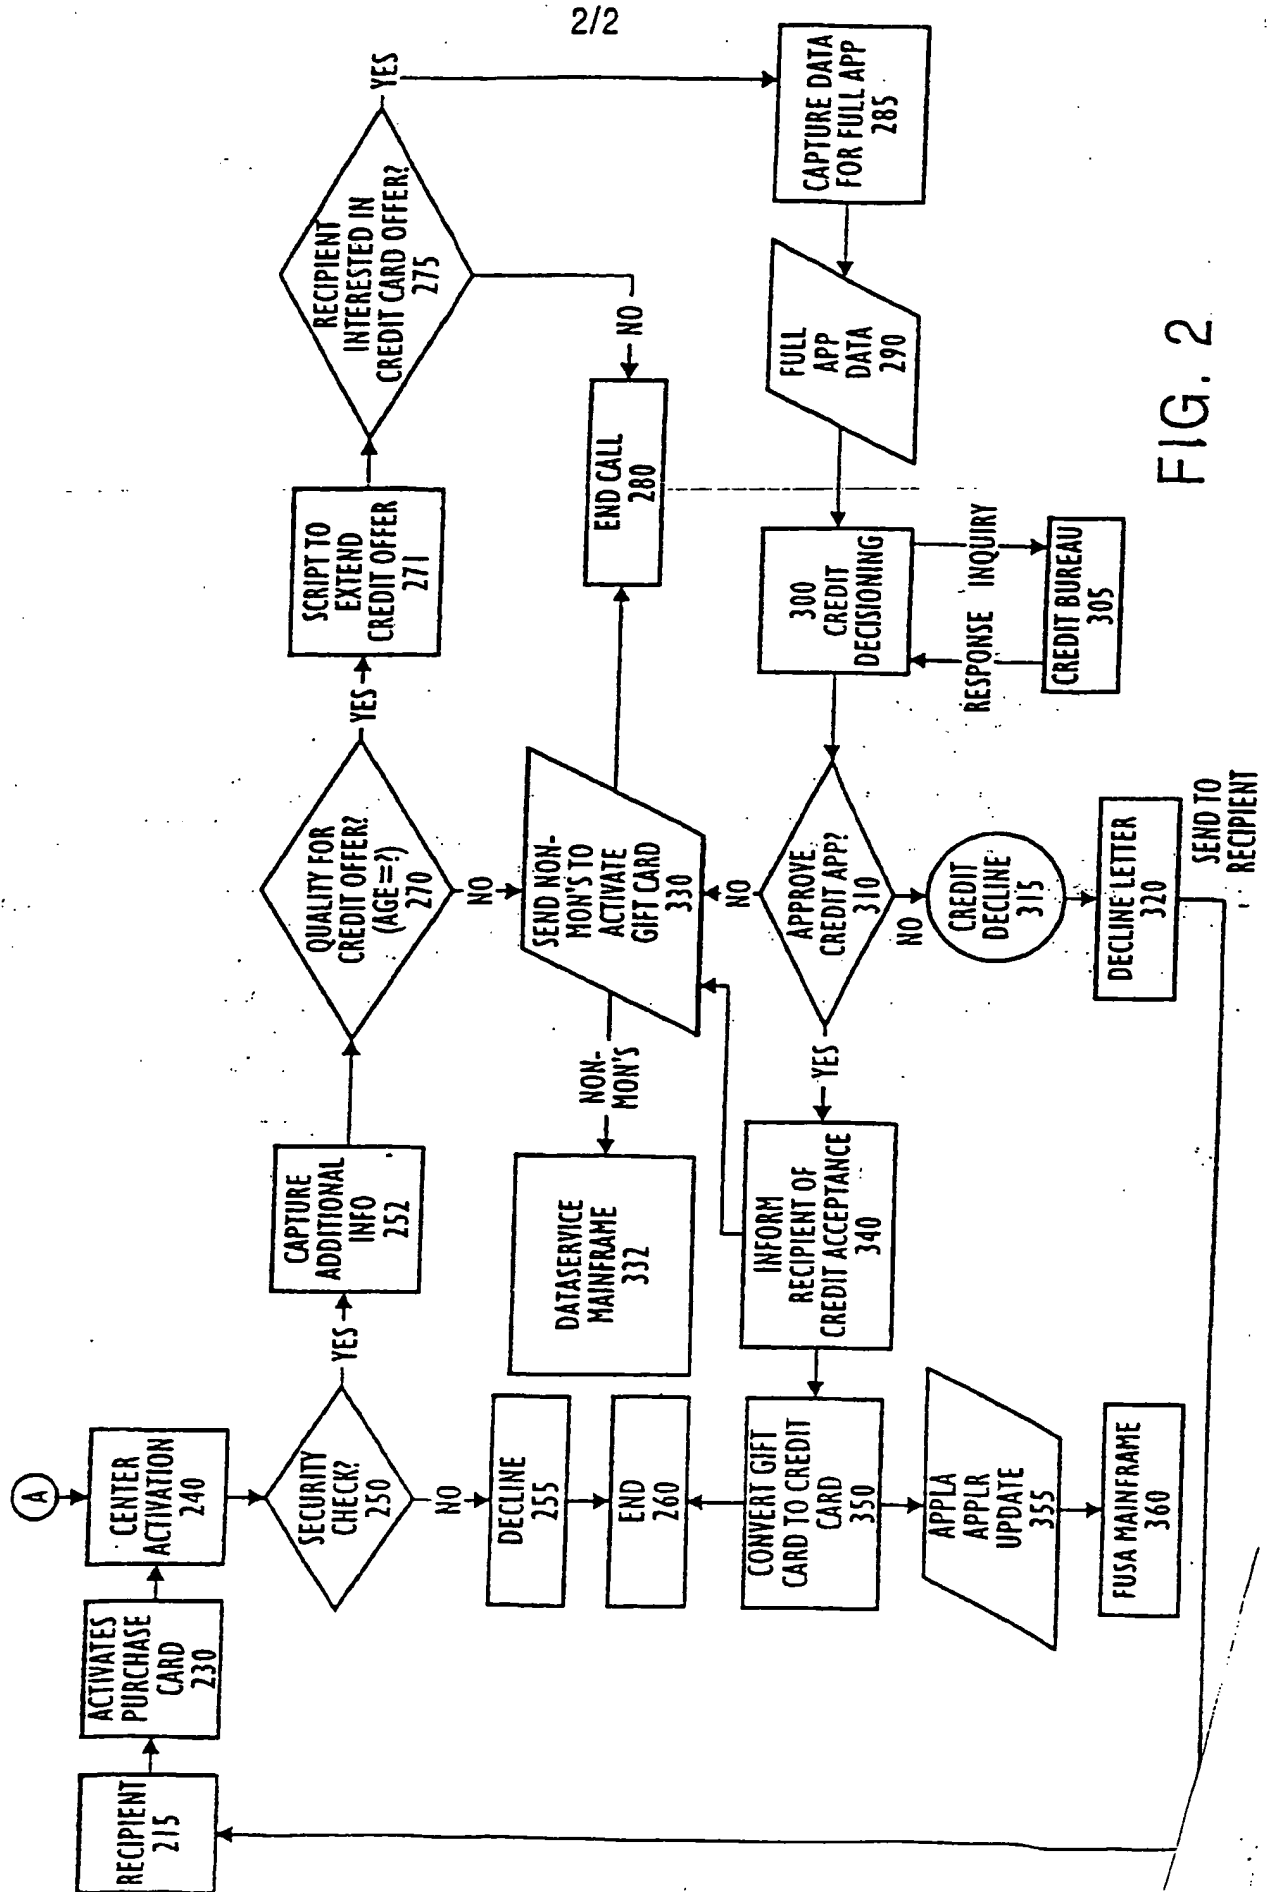 2/2
A
RECIPIENT
215
ACTIVATES
PURCHASE
CARD
230
CENTER
ACTIVATION
240
SECURITY
CHECK?
250
YES
NO
CAPTURE
ADDITIONAL
INFO
252
QUALITY FOR
CREDIT OFFER?
(AGE=?)
270
YES
NO
SCRIPT TO
EXTEND
CREDIT OFFER
271
RECIPIENT
INTERESTED IN
CREDIT CARD OFFER?
275
YES
NO
DECLINE
255
END
260
DATASERVICE
MAINFRAME
332
NON-
MON'S
SEND NON-
MON'S TO
ACTIVATE
GIFT CARD
330
END CALL
280
CAPTURE DATA
FOR FULL APP
285
FULL
APP
DATA
290
300
CREDIT
DECISIONING
INQUIRY
RESPONSE
CREDIT BUREAU
305
APPROVE
CREDIT APP?
310
NO
NO
YES
CREDIT
DECLINE
315
DECLINE LETTER
320
SEND TO
RECIPIENT
INFORM
RECIPIENT OF
CREDIT ACCEPTANCE
340
CONVERT GIFT
CARD TO CREDIT
CARD
350
APPLA
APPLR
UPDATE
355
FUSA MAINFRAME
360
FIG. 2